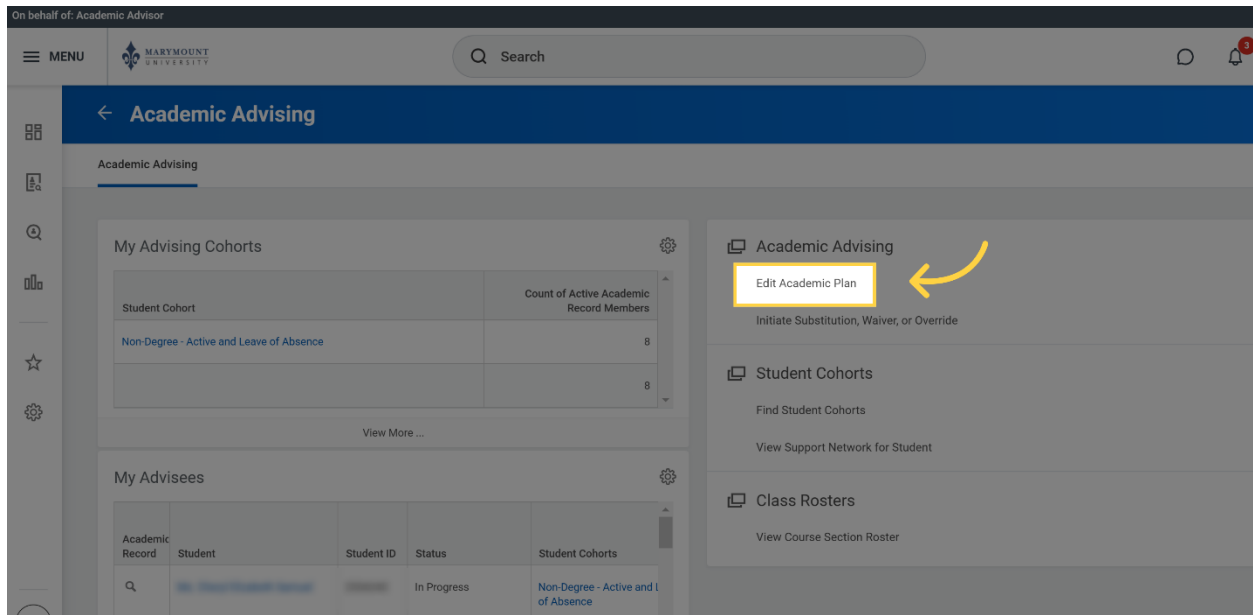 On behalf of: Academic Advisor
MENU
MARYMOUNT
UNIVERSITY
Search
3
Academic Advising
Academic Advising
My Advising Cohorts
Student Cohort
Count of Active Academic
Record Members
Non-Degree - Active and Leave of Absence
8
8
View More ...
My Advisees
Academic
Record
Student
Student ID
Status
Student Cohorts
In Progress
Non-Degree - Active and L
of Absence
Academic Advising
Edit Academic Plan
Initiate Substitution, Waiver, or Override
Student Cohorts
Find Student Cohorts
View Support Network for Student
Class Rosters
View Course Section Roster